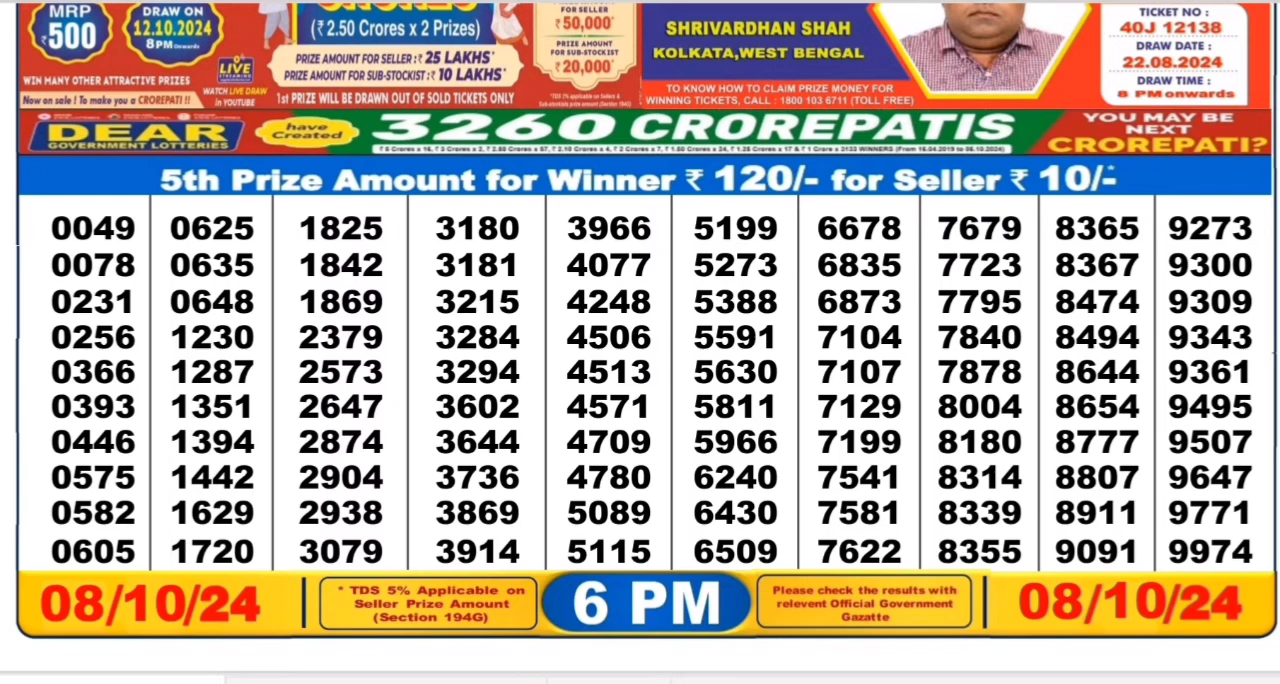 MRP
₹500
DRAW ON
12.10.2024
8PM Onwards
(₹ 2.50 Crores x 2 Prizes)
PRIZE AMOUNT FOR SELLER : ₹ 25 LAKHS*
PRIZE AMOUNT FOR SUB-STOCKIST : ₹ 10 LAKHS*
WIN MANY OTHER ATTRACTIVE PRIZES
Now on sale ! To make you a CROREPATI !!
LIVE
STREAMING
WATCH LIVE DRAW
in YOUTUBE
1st PRIZE WILL BE DRAWN OUT OF SOLD TICKETS ONLY
FOR SELLER
₹ 50,000*
PRIZE AMOUNT
FOR SUB-STOCKIST
₹ 20,000*
SHRIVARDHAN SHAH
KOLKATA,WEST BENGAL
TO KNOW HOW TO CLAIM PRIZE MONEY FOR
WINNING TICKETS, CALL : 1800 103 6711 (TOLL FREE)
TICKET NO :
40J 12138
DRAW DATE :
22.08.2024
DRAW TIME :
8 PM onwards
DEAR
GOVERNMENT LOTTERIES
have
Created
3260 CROREPATIS
YOU MAY BE
NEXT
CROREPATI?
5th Prize Amount for Winner ₹ 120/- for Seller ₹ 10/-*
0049 0625 1825 3180 3966 5199 6678 7679 8365 9273
0078 0635 1842 3181 4077 5273 6835 7723 8367 9300
0231 0648 1869 3215 4248 5388 6873 7795 8474 9309
0256 1230 2379 3284 4506 5591 7104 7840 8494 9343
0366 1287 2573 3294 4513 5630 7107 7878 8644 9361
0393 1351 2647 3602 4571 5811 7129 8004 8654 9495
0446 1394 2874 3644 4709 5966 7199 8180 8777 9507
0575 1442 2904 3736 4780 6240 7541 8314 8807 9647
0582 1629 2938 3869 5089 6430 7581 8339 8911 9771
0605 1720 3079 3914 5115 6509 7622 8355 9091 9974
08/10/24
* TDS 5% Applicable on
Seller Prize Amount
(Section 194G)
6 PM
Please check the results with
relevent Official Government
Gazatte
08/10/24